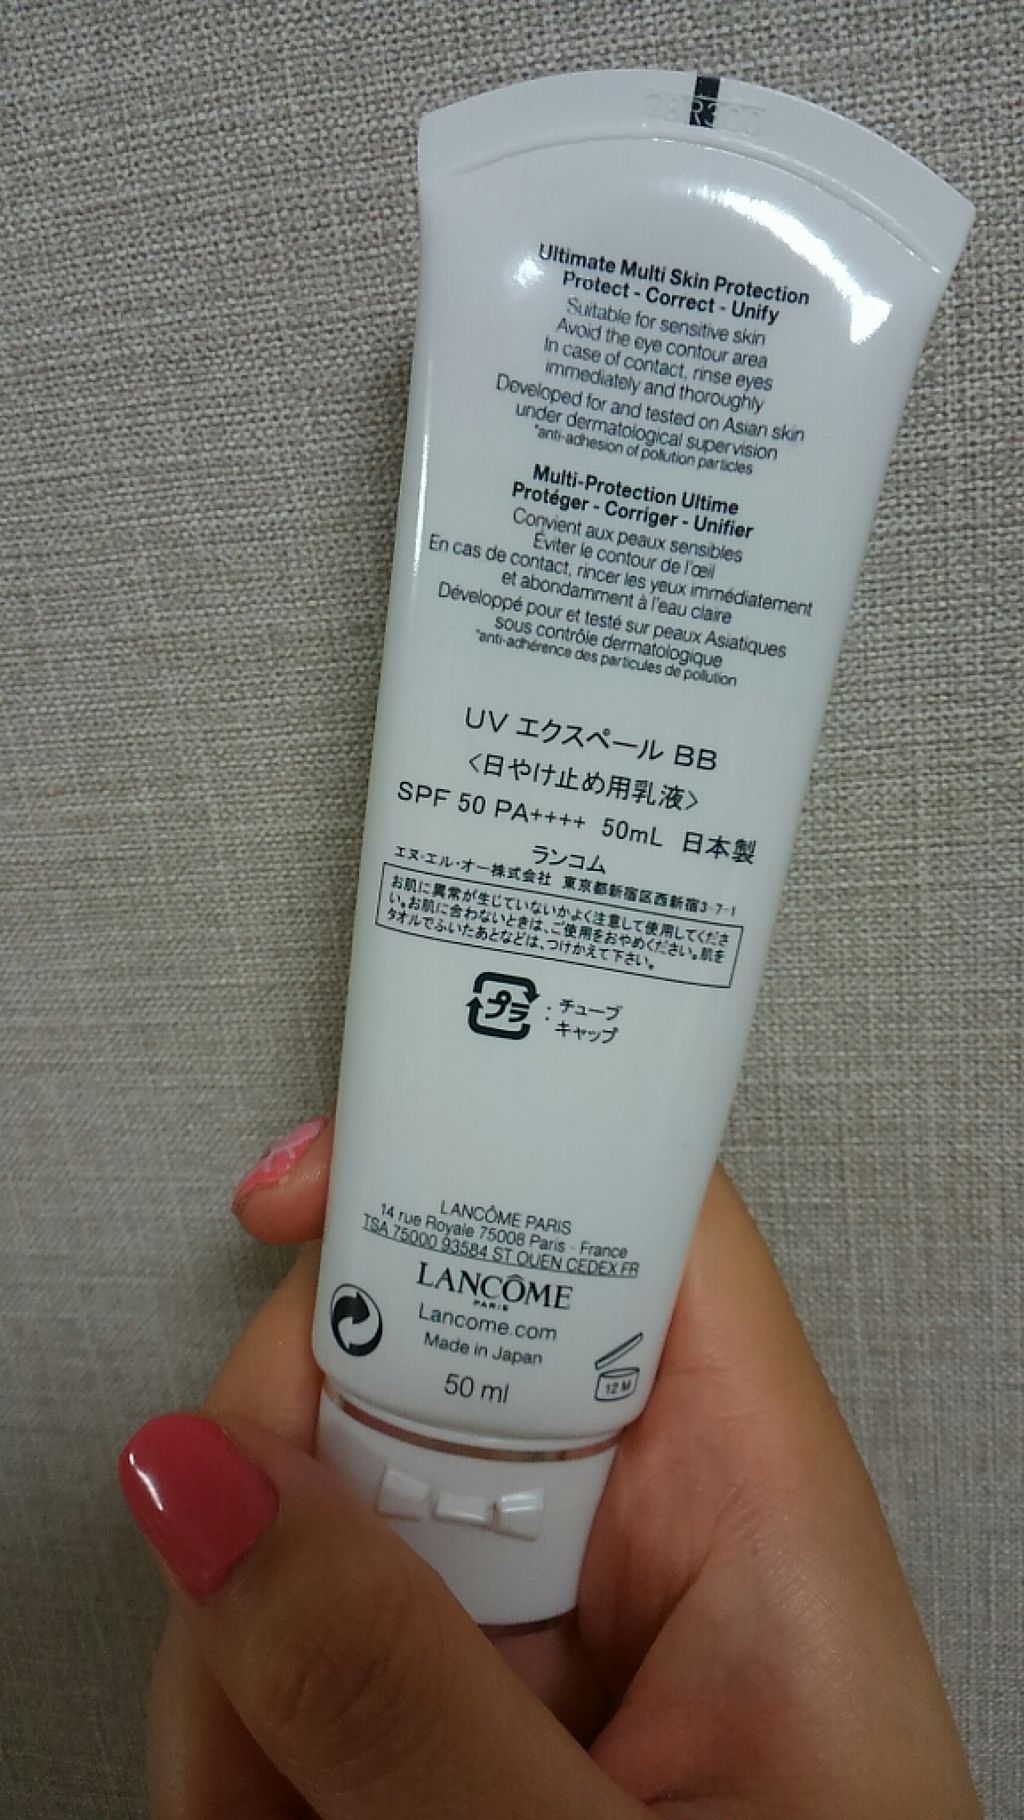 Ultimate Multi Skin Protection
Protect - Correct - Unify
Suitable for sensitive skin
Avoid the eye contour area
In case of contact, rinse eyes
immediately and thoroughly
Developed for and tested on Asian skin
under dermatological supervision
*anti-adhesion of pollution particles
Multi-Protection Ultime
Protéger - Corriger - Unifier
Convient aux peaux sensibles
Éviter le contour de l'œil
En cas de contact, rincer les yeux immédiatement
et abondamment à l'eau claire
Développé pour et testé sur peaux Asiatiques
sous contrôle dermatologique
*anti-adhérence des particules de pollution
UV エクスペール BB
<日やけ止め用乳液>
SPF 50 PA++++ 50mL 日本製
ランコム
エヌ・エル・オー株式会社 東京都新宿区西新宿3-7-1
お肌に異常が生じていないかよく注意して使用してくださ
い。お肌に合わないときは、ご使用をおやめください。肌を
タオルでふいたあとなどは、つけかえて下さい。
プラ : チューブ
キャップ
LANCÔME PARIS
14 rue Royale 75008 Paris - France
TSA 75000 93584 ST OUEN CEDEX FR
LANCÔME
PARIS
Lancome.com
Made in Japan
12 M
50 ml